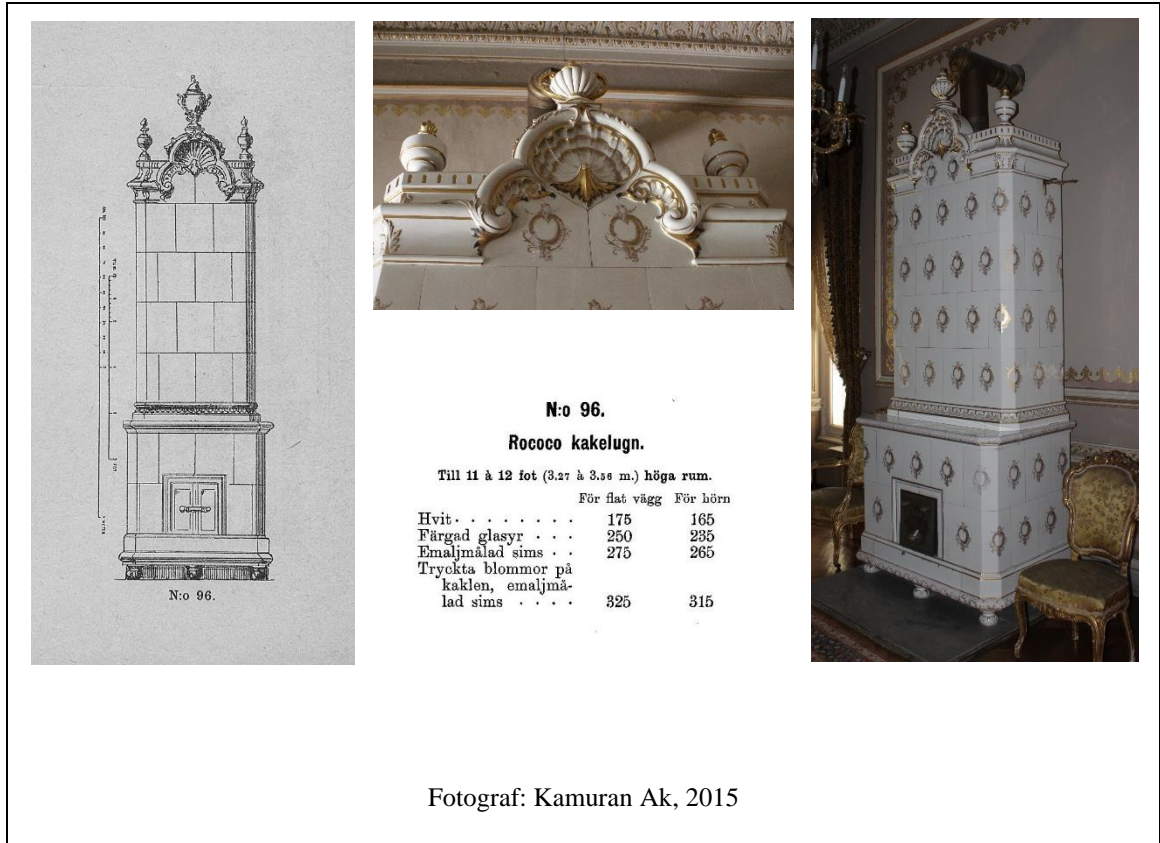 N:o 96.
N:o 96.
Rococo kakelugn.
Till 11 à 12 fot (3,27 à 3.56 m.) höga rum.
För flat vägg För hörn
Hvit · · · · · · · · 175 165
Färgad glasyr · · · 250 235
Emaljmålad sims · · 275 265
Tryckta blommor på
kaklen, emaljmå-
lad sims · · · · 325 315
Fotograf: Kamuran Ak, 2015